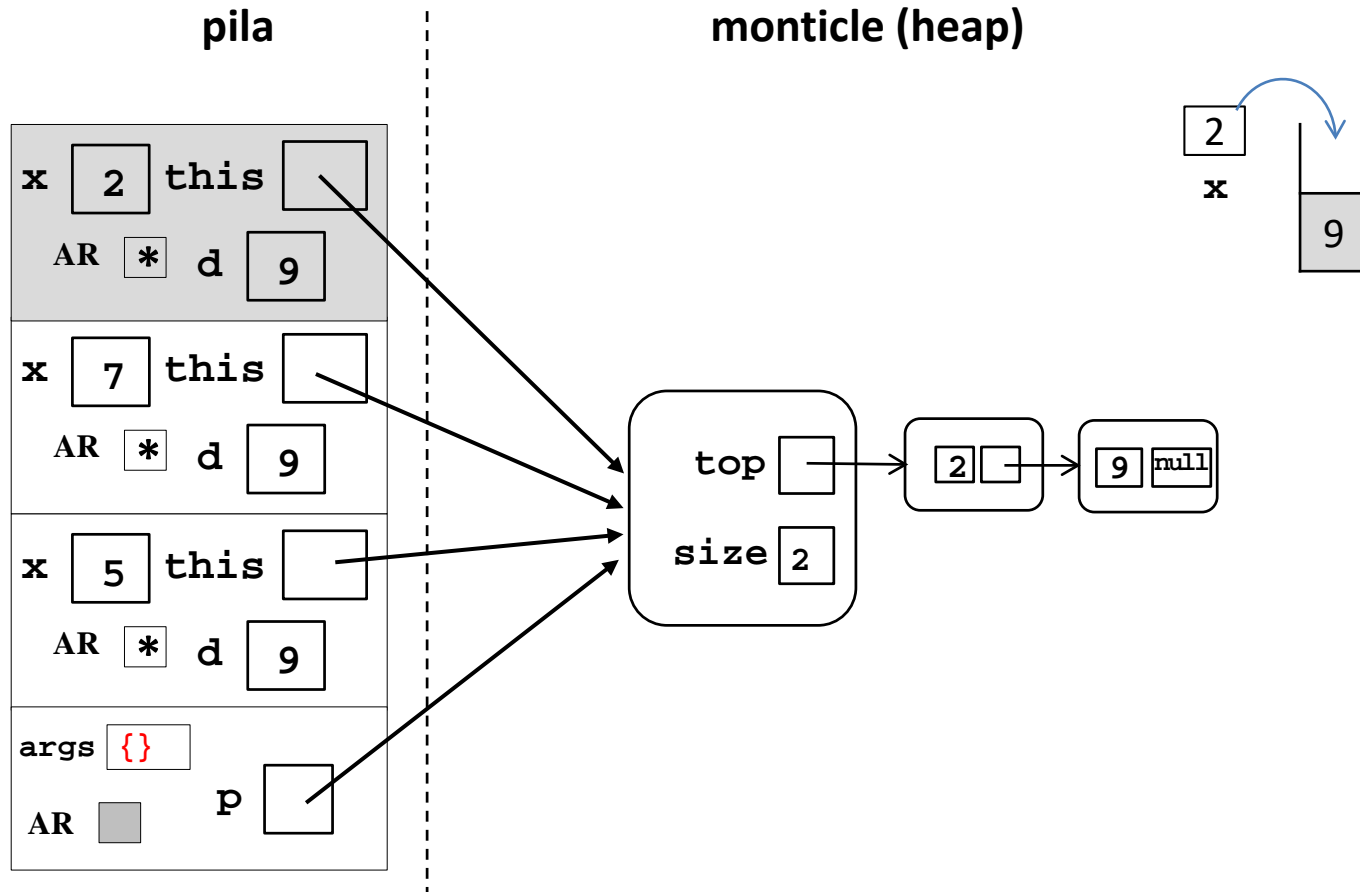 pila
monticle (heap)
x 2 this
AR * d 9
x 7 this
AR * d 9
x 5 this
AR * d 9
args {}
AR p
top
size 2
2
9 null
2
x
9